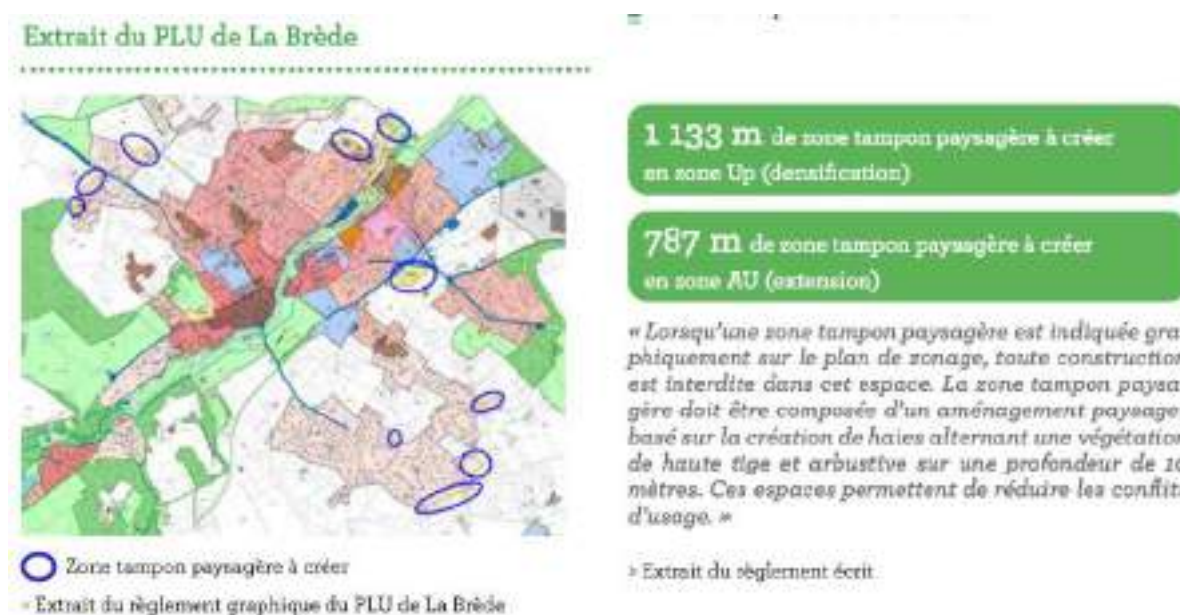 Extrait du PLU de La Brède
Zone tampon paysagère à créer
Extrait du règlement graphique du PLU de La Brède
1 133 m de zone tampon paysagère à créer
en zone Up (densification)
787 m de zone tampon paysagère à créer
en zone AU (extension)
« Lorsqu'une zone tampon paysagère est indiquée gra
phiquement sur le plan de zonage, toute construction
est interdite dans cet espace. La zone tampon paysa
gère doit être composée d'un aménagement paysage
basé sur la création de haies alternant une végétation
de haute tige et arbustive sur une profondeur de 10
mètres. Ces espaces permettent de réduire les conflits
d'usage. »
> Extrait du règlement écrit